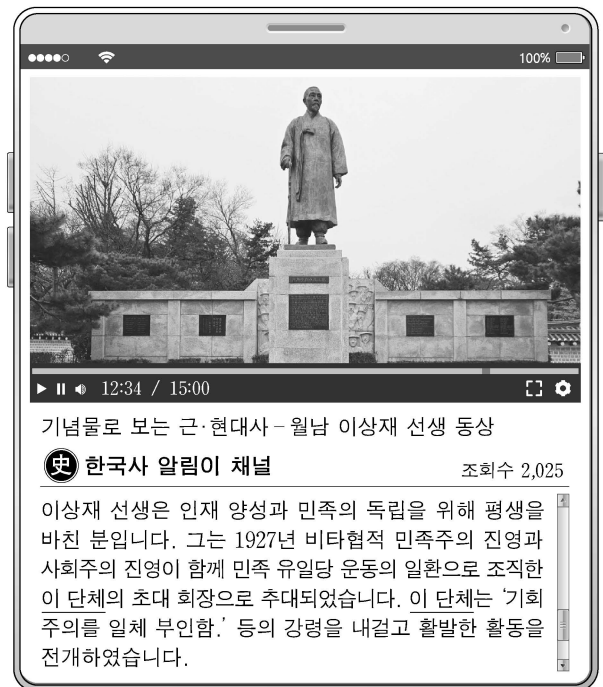 100%
12:34 / 15:00
기념물로 보는 근·현대사 – 월남 이상재 선생 동상
史 한국사 알림이 채널
조회수 2,025
이상재 선생은 인재 양성과 민족의 독립을 위해 평생을
바친 분입니다. 그는 1927년 비타협적 민족주의 진영과
사회주의 진영이 함께 민족 유일당 운동의 일환으로 조직한
이 단체의 초대 회장으로 추대되었습니다. 이 단체는 ‘기회
주의를 일체 부인함.’ 등의 강령을 내걸고 활발한 활동을
전개하였습니다.